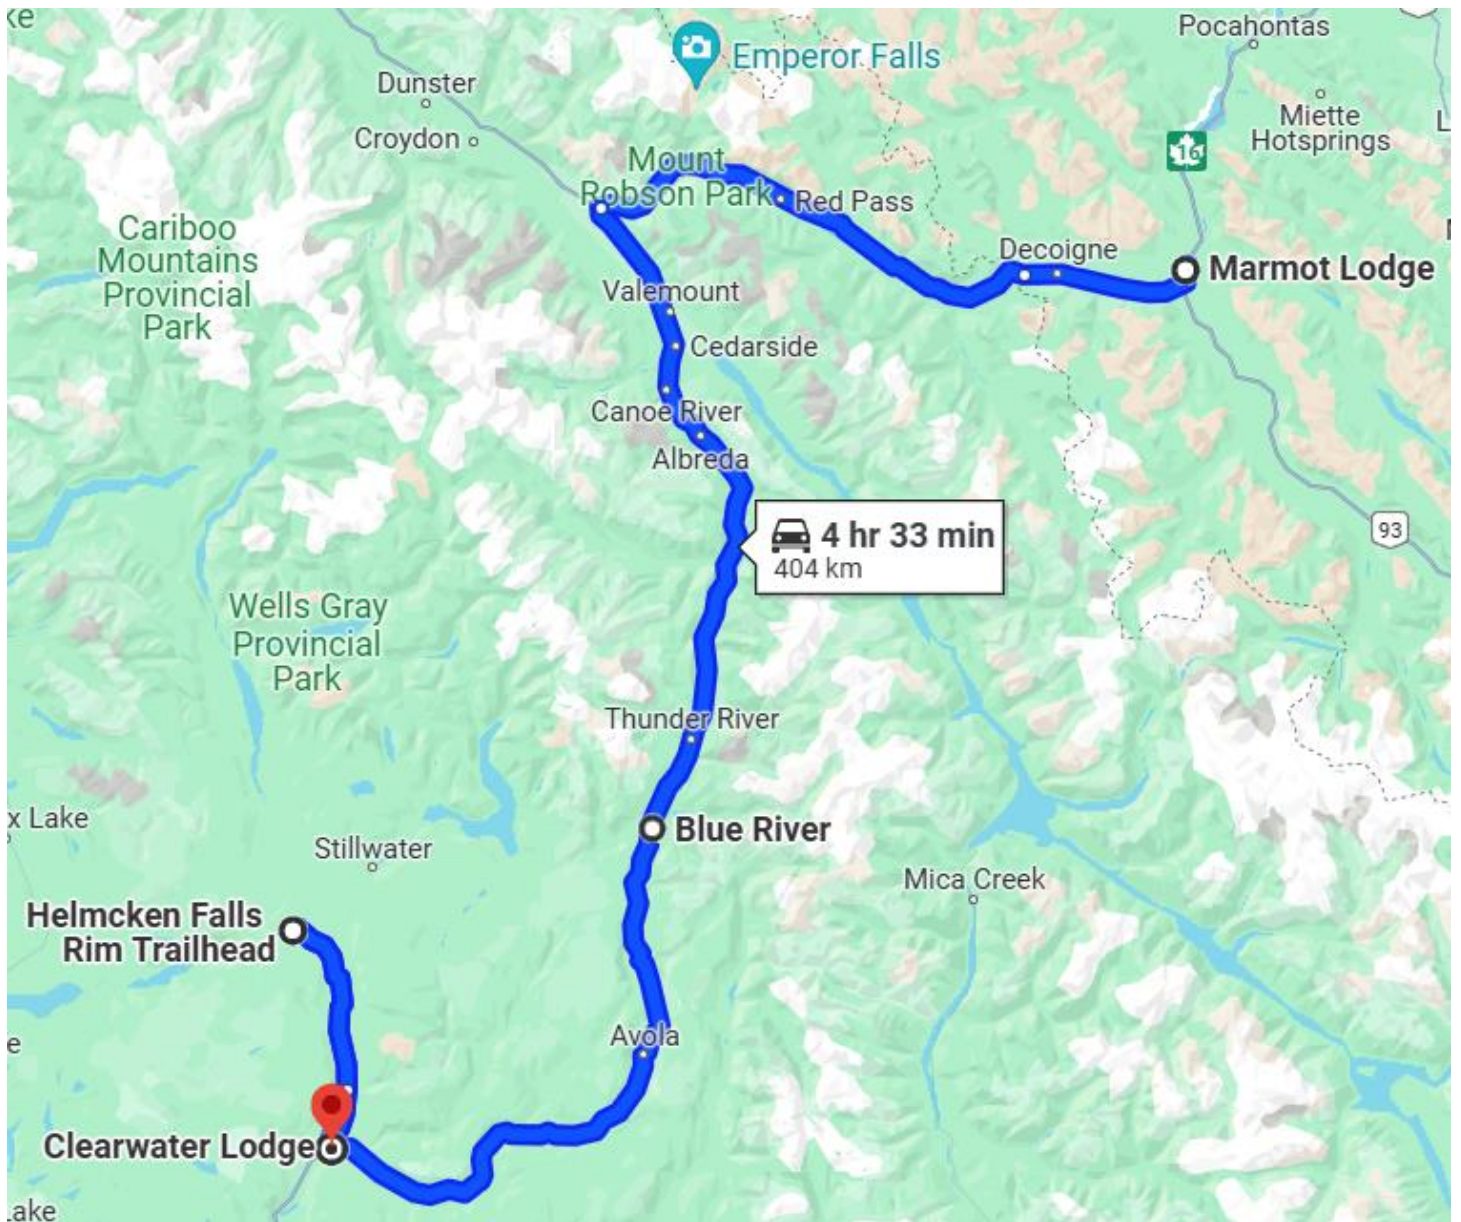 ke
Pocahontas
Emperor Falls
Dunster
Miette
Hotsprings
L
Croydon
16
Mount
Robson Park
Red Pass
Cariboo
Mountains
Provincial
Park
Decoigne
Marmot Lodge
Valemount
Cedarside
Canoe River
Albreda
4 hr 33 min
404 km
93
Wells Gray
Provincial
Park
Thunder River
x Lake
Blue River
Stillwater
Mica Creek
Helmcken Falls
Rim Trailhead
Avola
e
Clearwater Lodge
ake